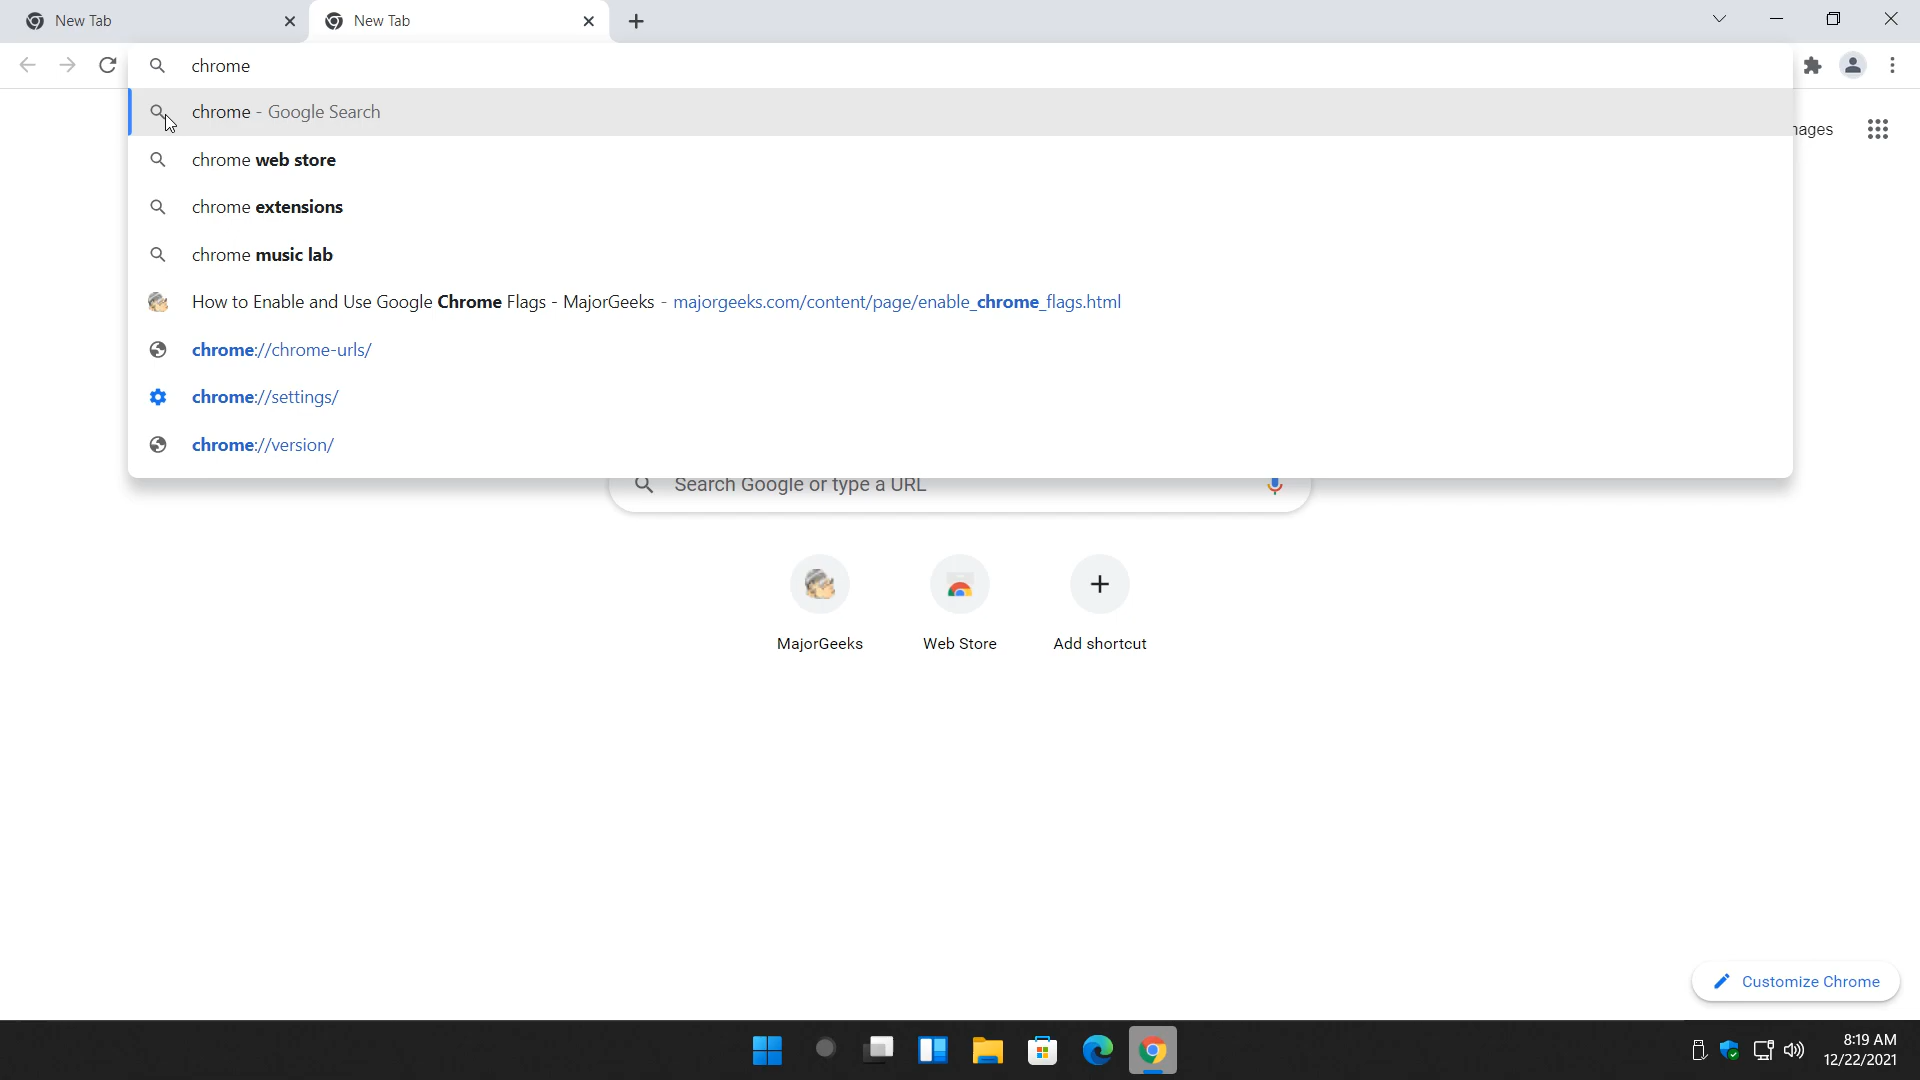 New Tab
New Tab
chrome
chrome - Google Search
chrome web store
chrome extensions
chrome music lab
How to Enable and Use Google Chrome Flags - MajorGeeks - majorgeeks.com/content/page/enable_chrome_flags.html
chrome://chrome-urls/
chrome://settings/
chrome://version/
Search Google or type a URL
MajorGeeks
Web Store
Add shortcut
Customize Chrome
8:19 AM
12/22/2021